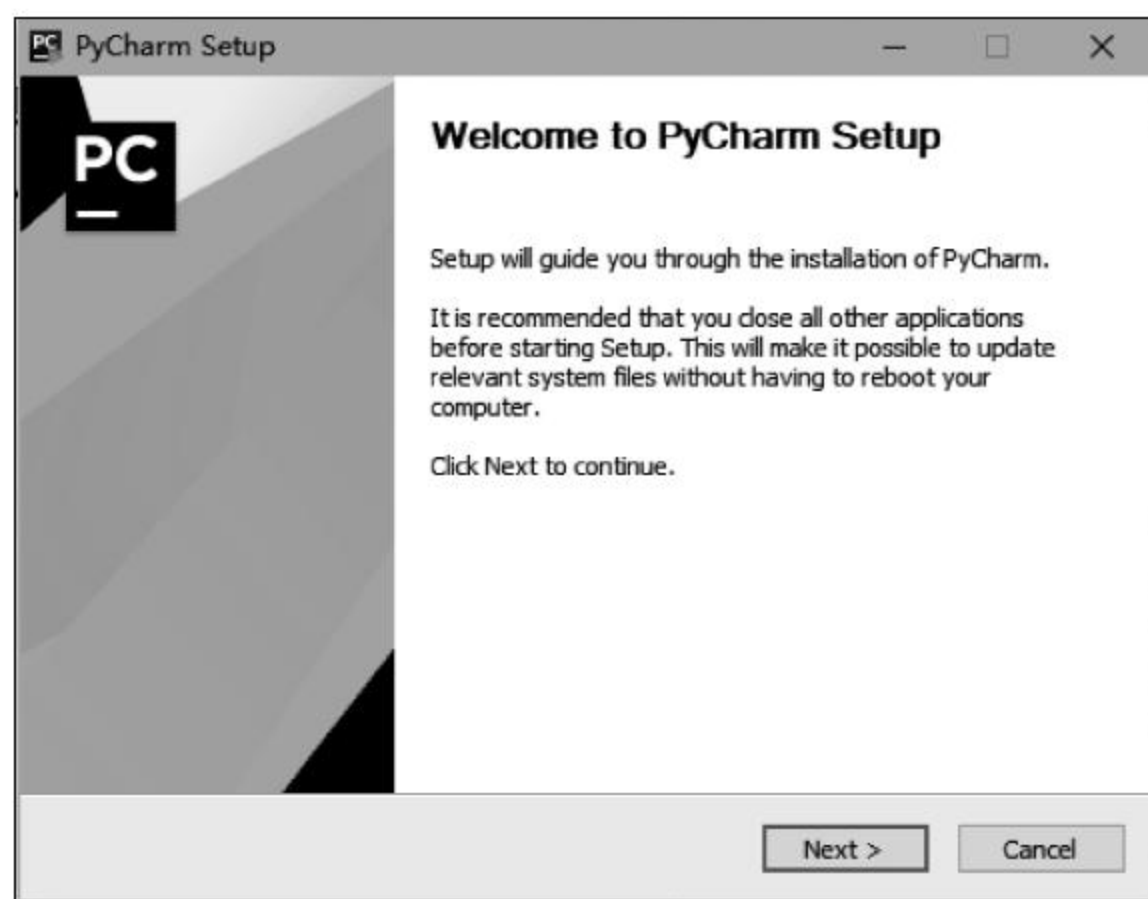 PyCharm Setup
PC
Welcome to PyCharm Setup
Setup will guide you through the installation of PyCharm.
It is recommended that you close all other applications
before starting Setup. This will make it possible to update
relevant system files without having to reboot your
computer.
Click Next to continue.
Next >
Cancel